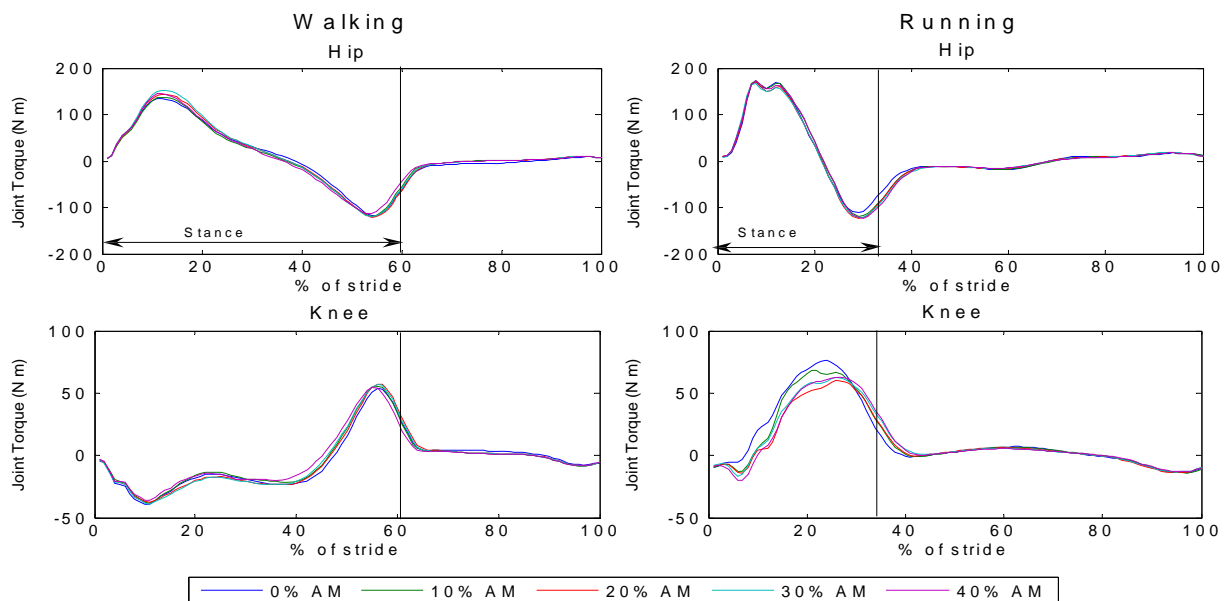 Walking
Running
Hip
Hip
Joint Torque (N m)
200
100
0
-100
-200
Stance
0 20 40 60 80 100
% of stride
Joint Torque (N m)
200
100
0
-100
-200
Stance
0 20 40 60 80 100
% of stride
Knee
Knee
Joint Torque (N m)
100
50
0
-50
0 20 40 60 80 100
% of stride
Joint Torque (N m)
100
50
0
-50
0 20 40 60 80 100
% of stride
0% AM 10% AM 20% AM 30% AM 40% AM